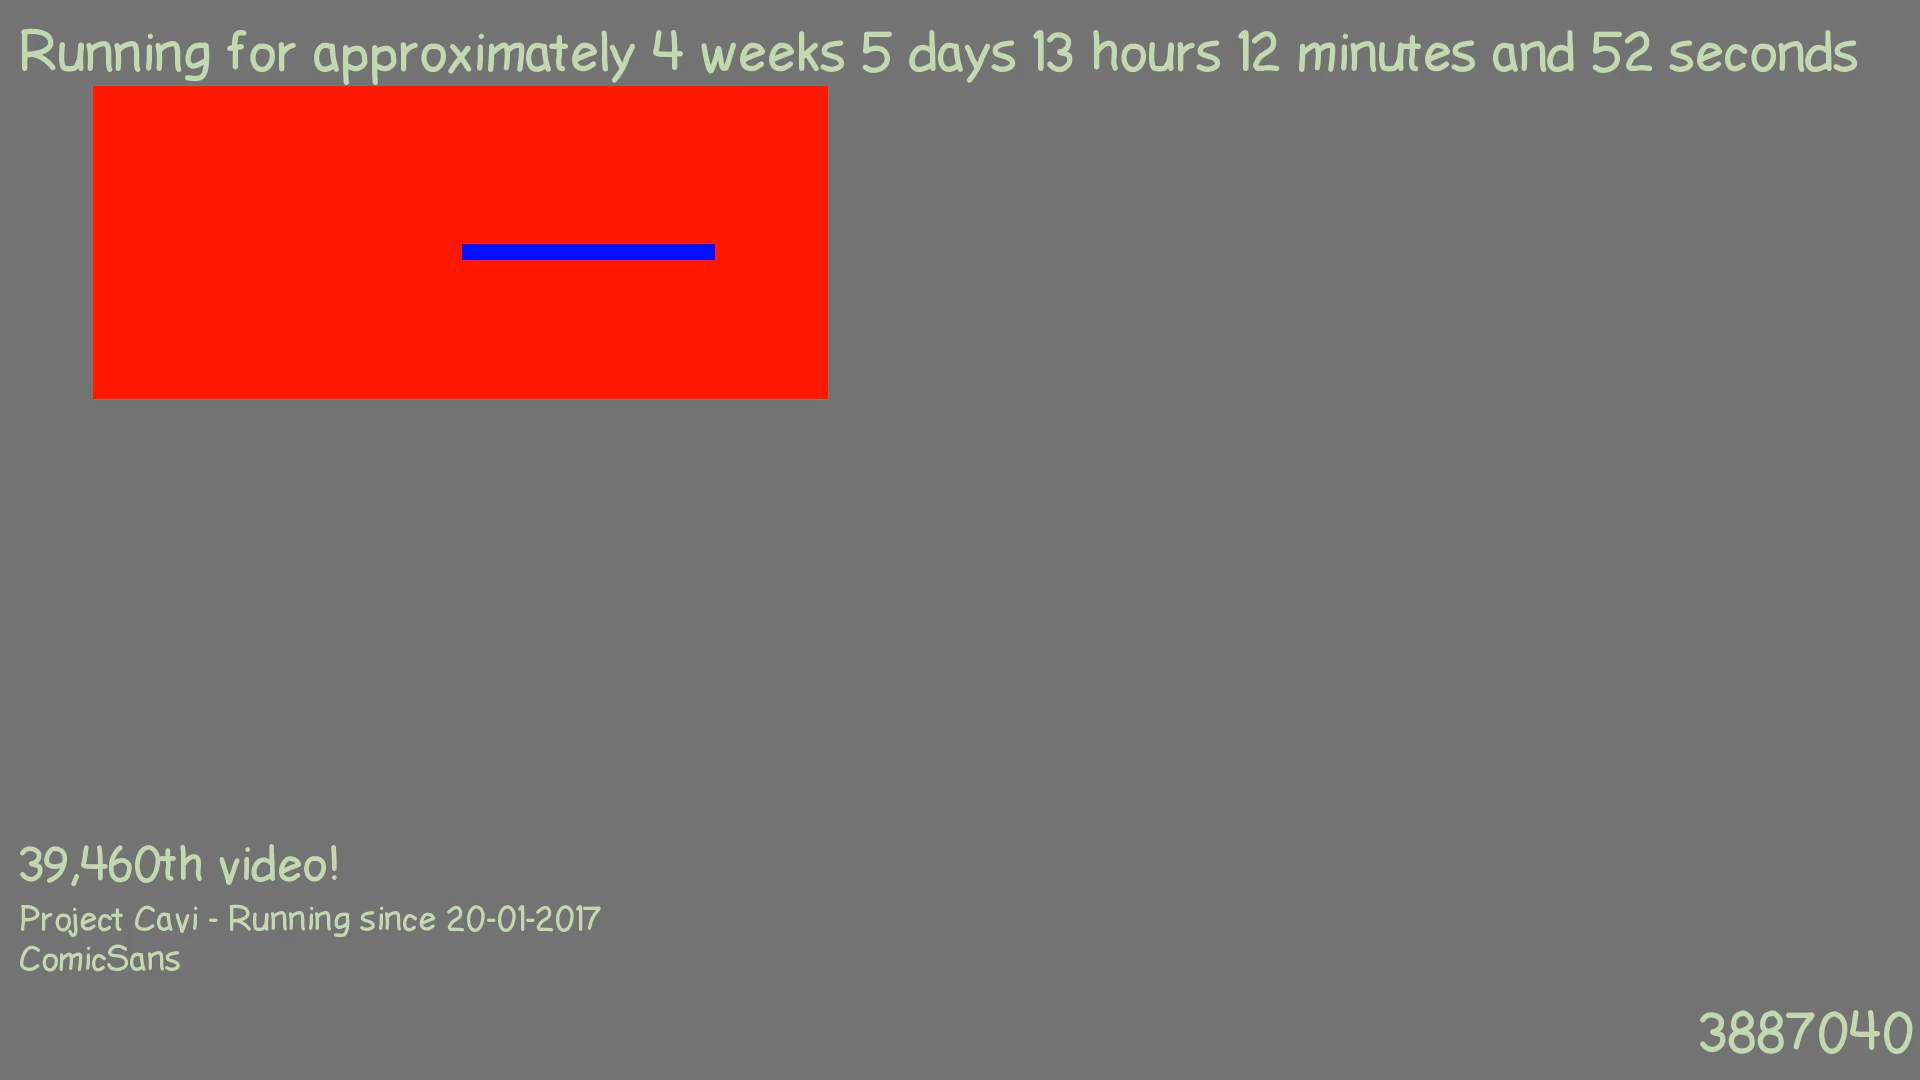 Running for approximately 4 weeks 5 days 13 hours 12 minutes and 52 seconds
39,460th video!
Project Cavi - Running since 20-01-2017
ComicSans
3887040